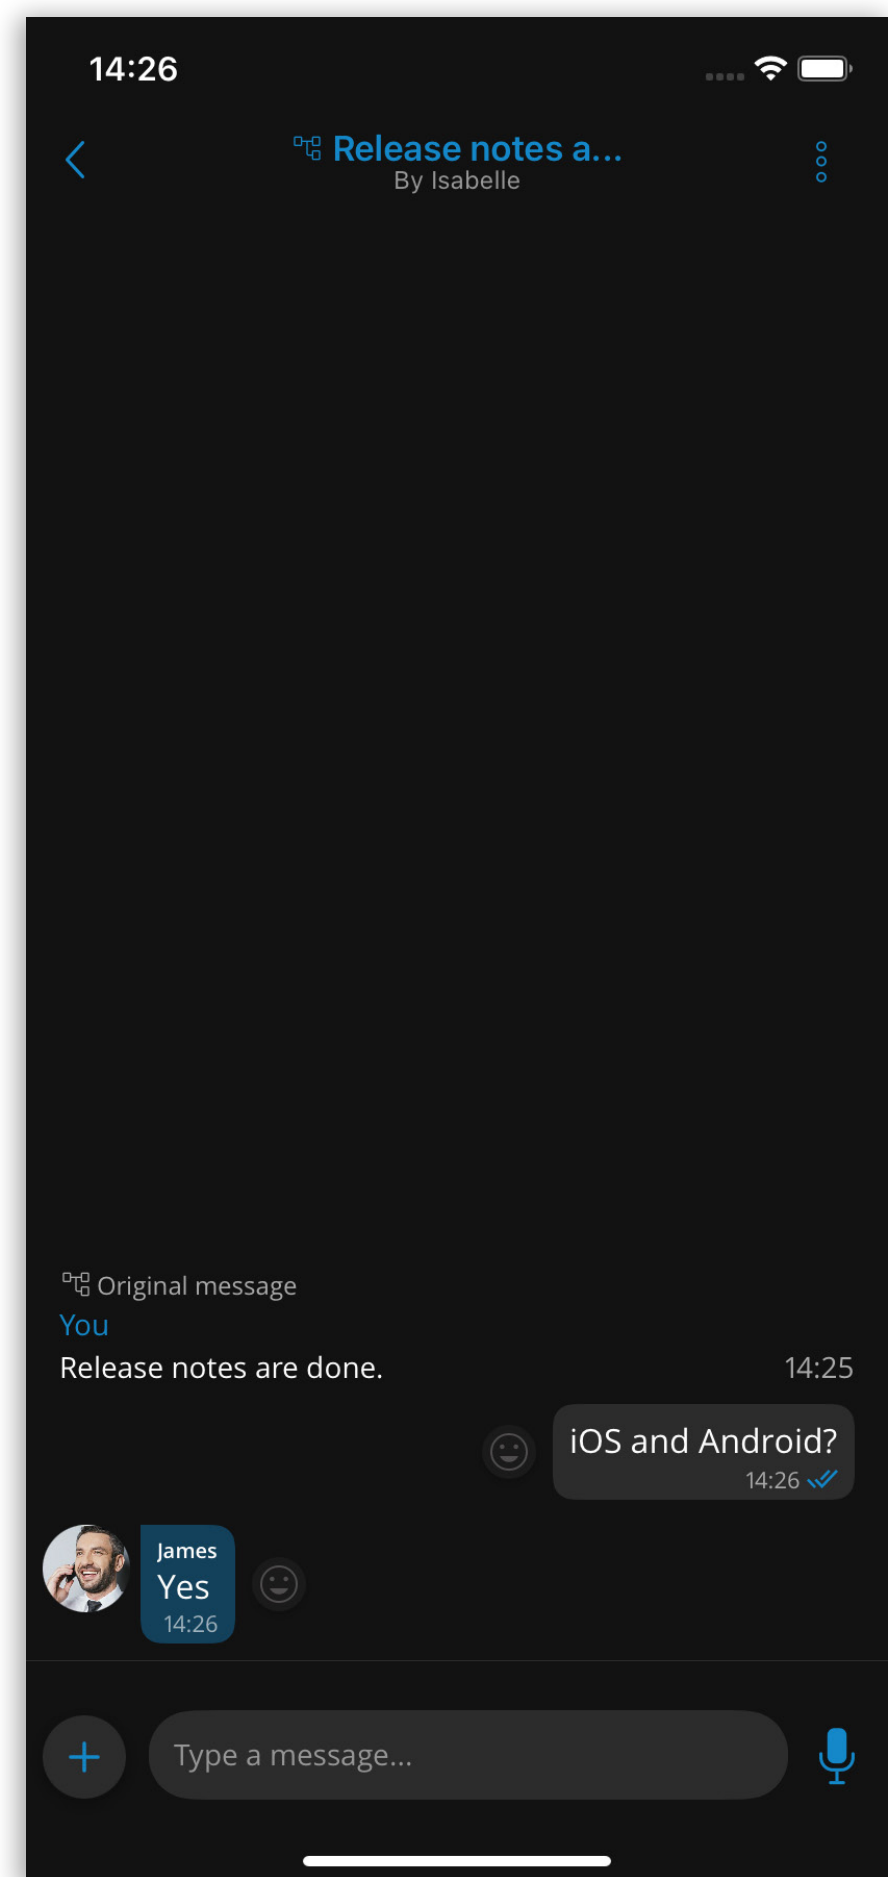 14:26
Release notes a...
By Isabelle
Original message
You
Release notes are done. 14:25
iOS and Android?
14:26
James
Yes
14:26
Type a message...